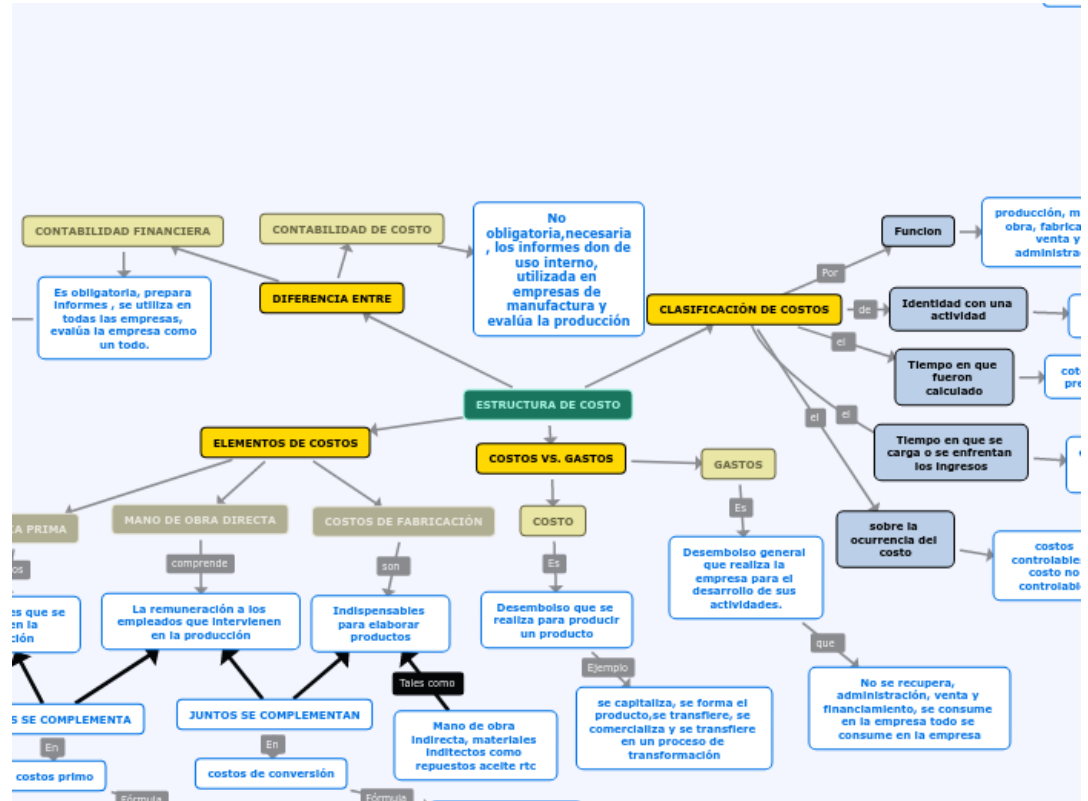 CONTABILIDAD FINANCIERA
Es obligatoria, prepara
informes , se utiliza en
todas las empresas,
evalúa la empresa como
un todo.
CONTABILIDAD DE COSTO
No
obligatoria,necesaria
, los informes don de
uso interno,
utilizada en
empresas de
manufactura y
evalúa la producción
DIFERENCIA ENTRE
CLASIFICACIÓN DE COSTOS
Por
Funcion
producción, m
obra, fabrica
venta y
administra
de
Identidad con una
actividad
el
Tiempo en que
fueron
calculado
pre
el
Tiempo en que se
carga o se enfrentan
los ingresos
el
sobre la
ocurrencia del
costo
costos
controlable
costo no
controlabl
ESTRUCTURA DE COSTO
ELEMENTOS DE COSTOS
A PRIMA
os
es que se
en la
ción
MANO DE OBRA DIRECTA
comprende
La remuneración a los
empleados que intervienen
en la producción
COSTOS DE FABRICACIÓN
son
Indispensables
para elaborar
productos
Tales como
Mano de obra
indirecta, materiales
inditectos como
repuestos aceite rtc
S SE COMPLEMENTA
En
costos primo
Fórmula
JUNTOS SE COMPLEMENTAN
En
costos de conversión
Fórmula
COSTOS VS. GASTOS
COSTO
Es
Desembolso que se
realiza para producir
un producto
Ejemplo
se capitaliza, se forma el
producto,se transfiere, se
comercializa y se transfiere
en un proceso de
transformación
GASTOS
Es
Desembolso general
que realiza la
empresa para el
desarrollo de sus
actividades.
que
No se recupera,
administración, venta y
financiamiento, se consume
en la empresa todo se
consume en la empresa